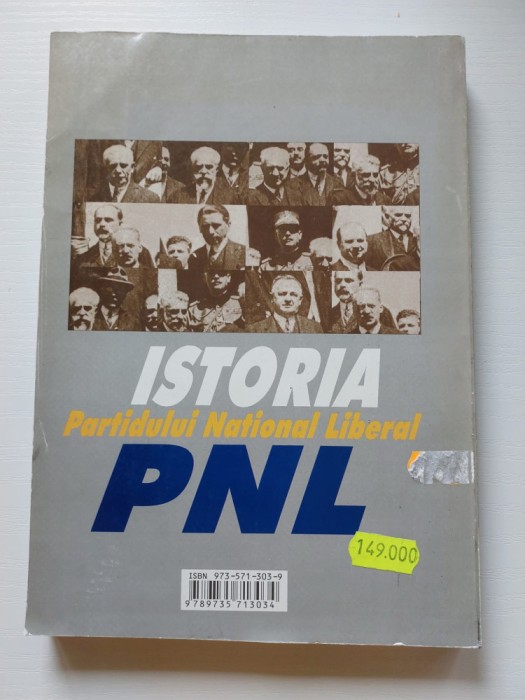 ISTORIA
Partidului National Liberal
PNL
149.000
ISBN 973-571-303-9
9789735 713034